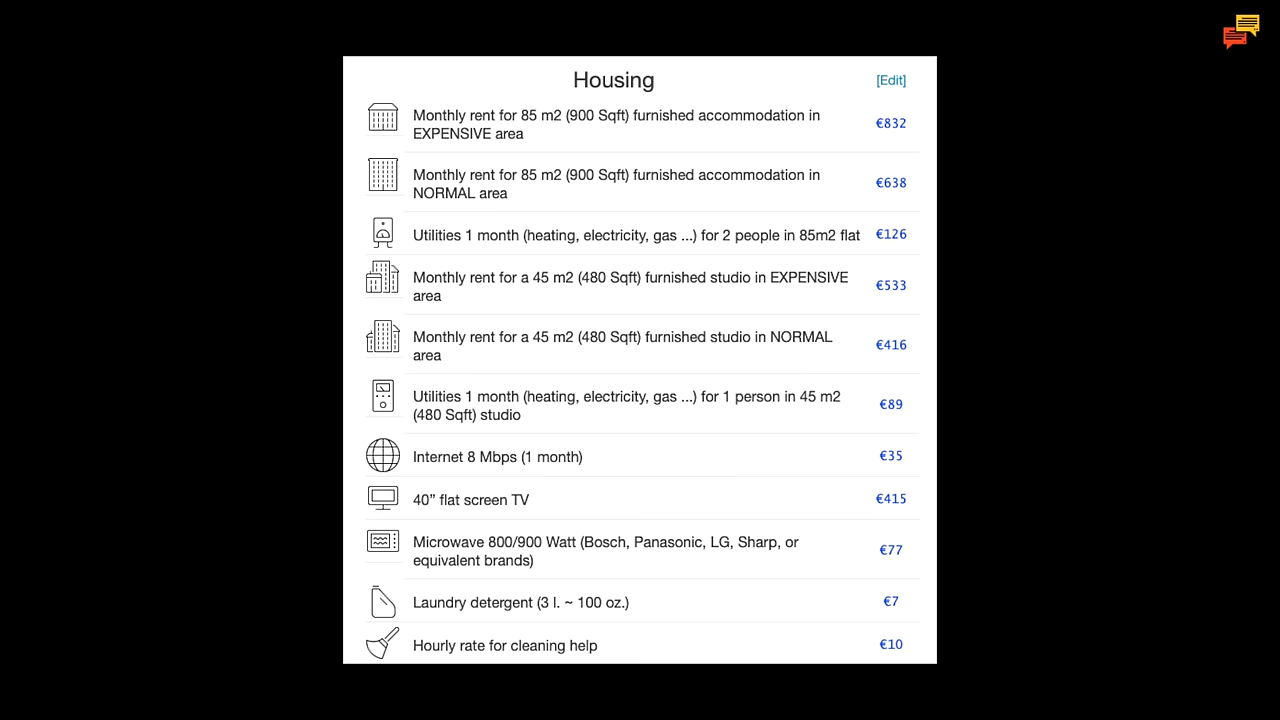 Housing [Edit]
Monthly rent for 85 m2 (900 Sqft) furnished accommodation in
EXPENSIVE area
€832
Monthly rent for 85 m2 (900 Sqft) furnished accommodation in
NORMAL area
€638
Utilities 1 month (heating, electricity, gas ...) for 2 people in 85m2 flat €126
Monthly rent for a 45 m2 (480 Sqft) furnished studio in EXPENSIVE
area
€533
Monthly rent for a 45 m2 (480 Sqft) furnished studio in NORMAL
area
€416
Utilities 1 month (heating, electricity, gas ...) for 1 person in 45 m2
(480 Sqft) studio
€89
Internet 8 Mbps (1 month) €35
40” flat screen TV €415
Microwave 800/900 Watt (Bosch, Panasonic, LG, Sharp, or
equivalent brands)
€77
Laundry detergent (3 l. ~ 100 oz.) €7
Hourly rate for cleaning help €10